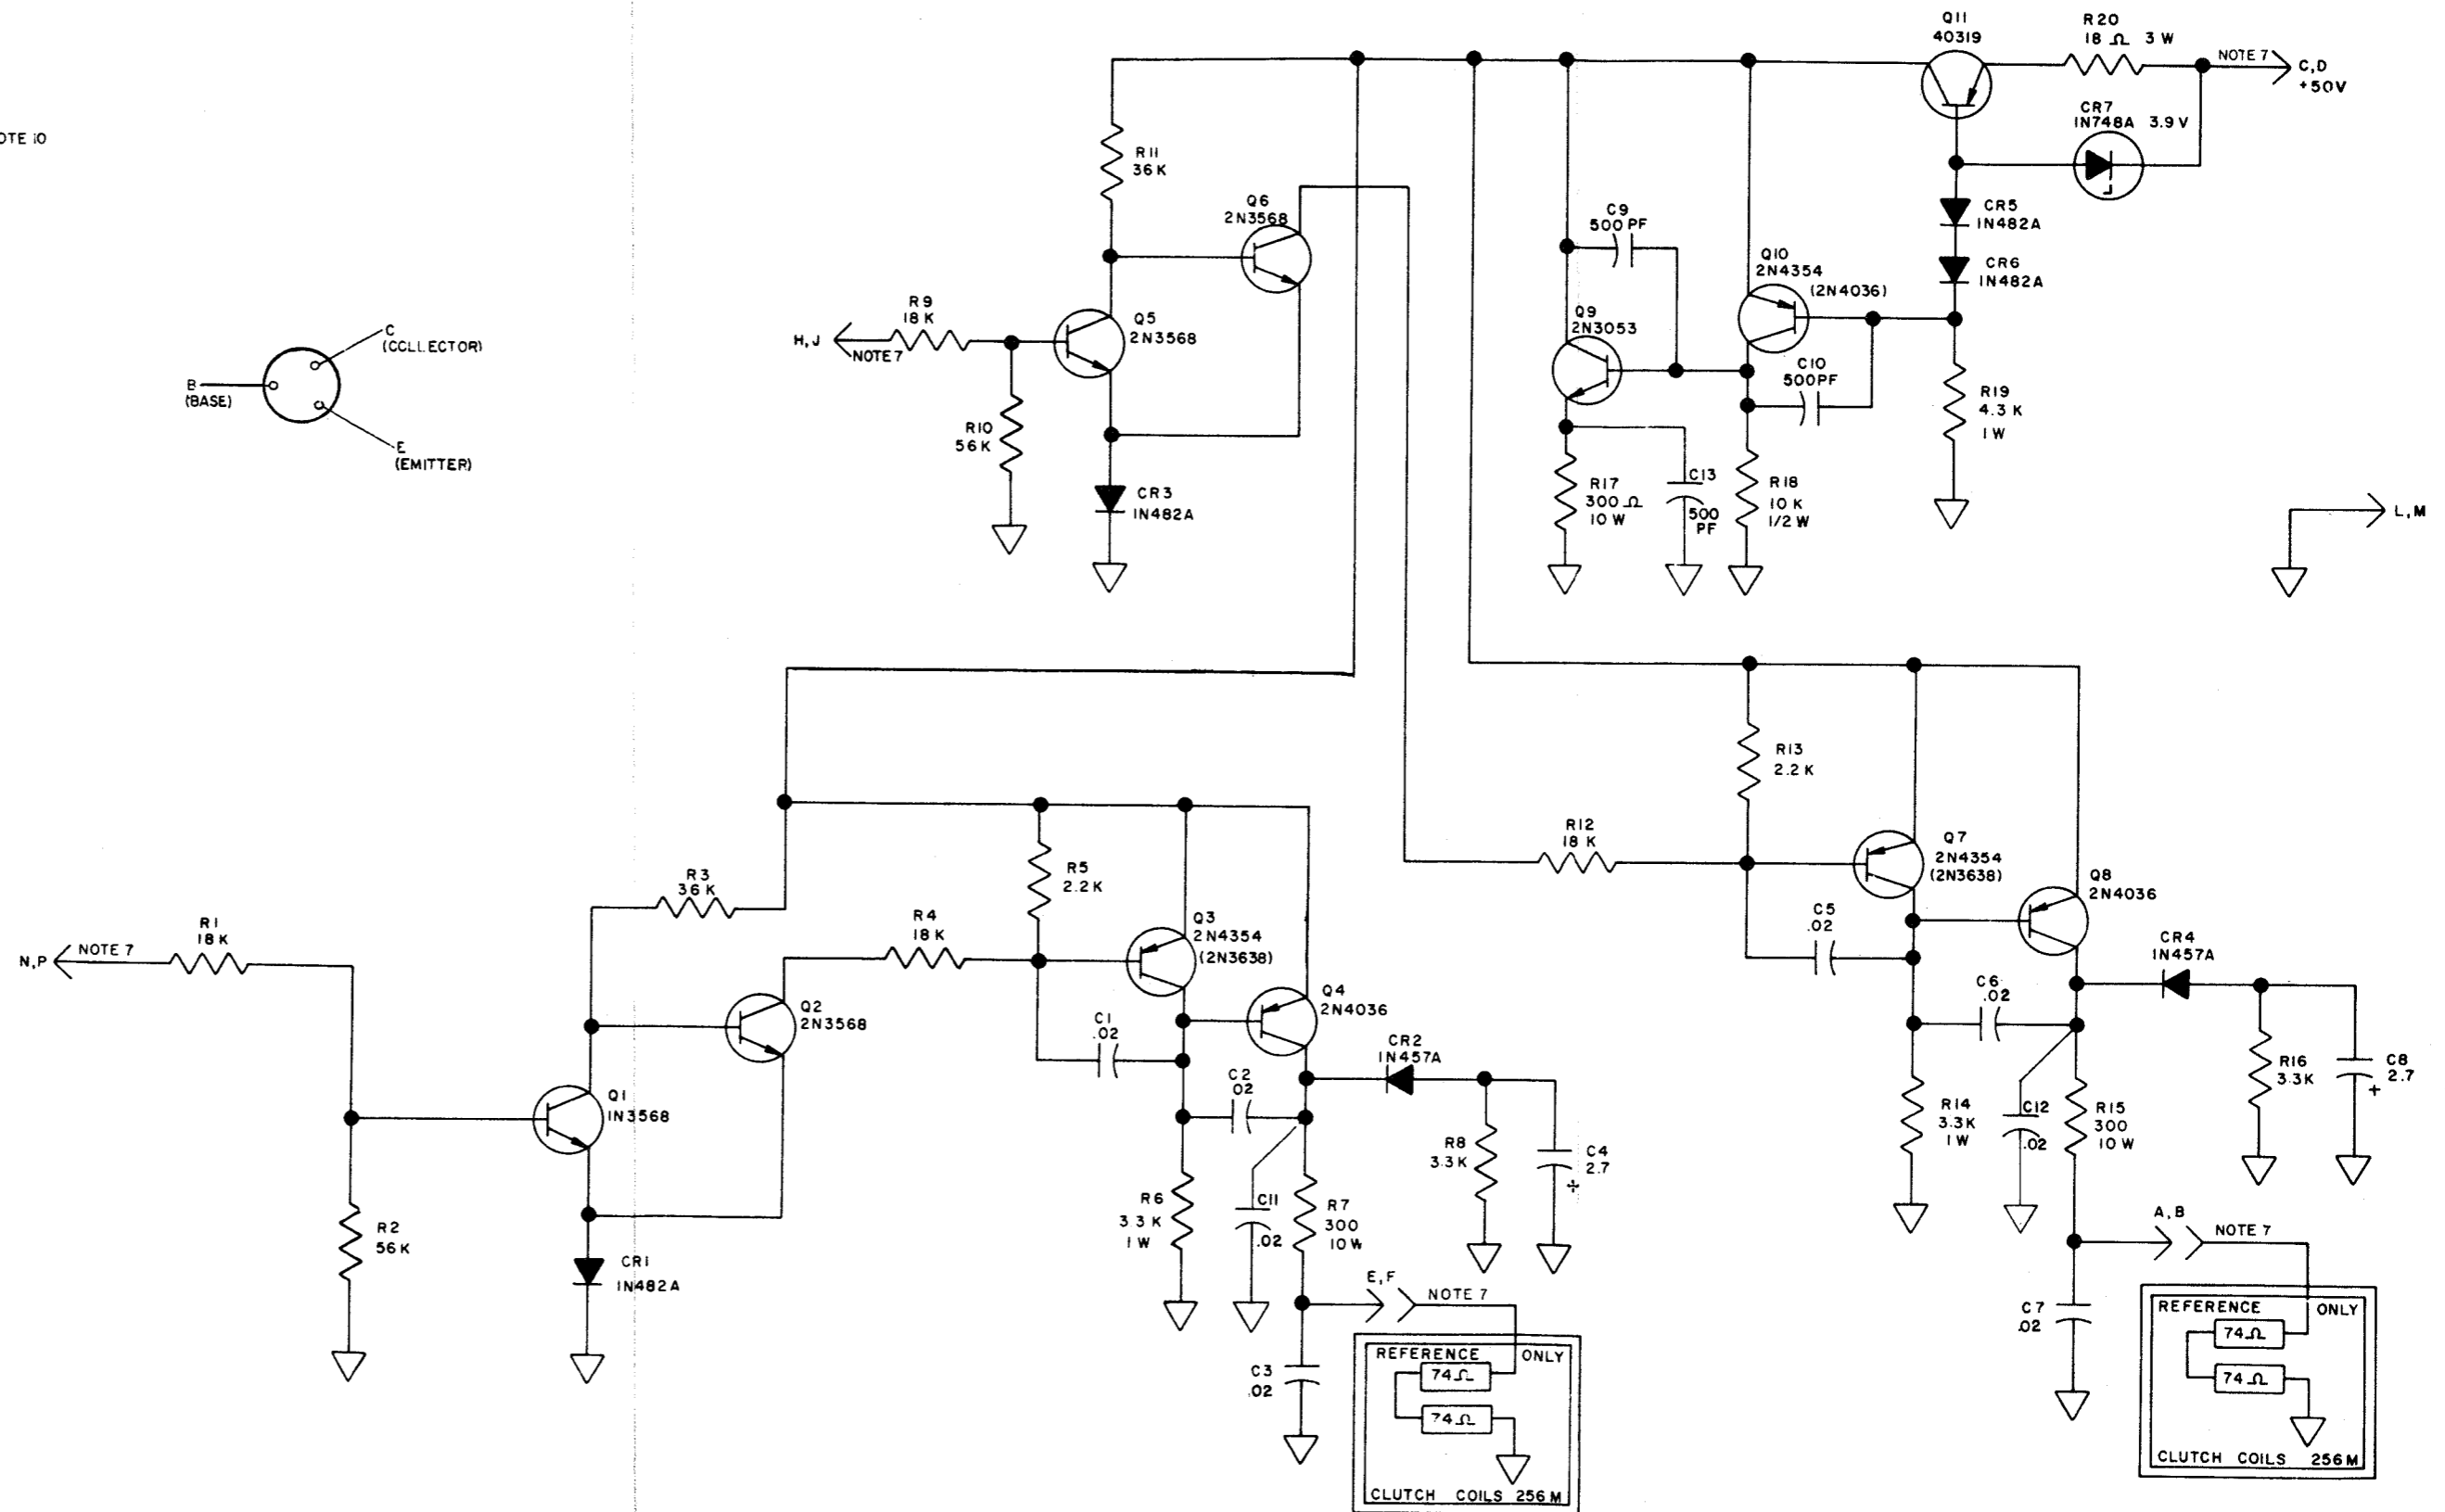 OTE 10
C
(COLLECTOR)
B
(BASE)
E
(EMITTER)
Q11
40319
R20
18 Ω 3 W
NOTE 7
C,D
+50V
CR7
1N748A 3.9 V
R11
36 K
Q6
2N3568
C9
500 PF
CR5
1N482A
Q10
2N4354
(2N4036)
CR6
1N482A
R9
18 K
H,J
NOTE 7
Q5
2N3568
Q9
2N3053
C10
500PF
R19
4.3 K
1 W
R10
56 K
CR3
1N482A
R17
300 Ω
10 W
C13
500
PF
R18
10 K
1/2 W
L,M
R13
2.2 K
R12
18 K
Q7
2N4354
(2N3638)
Q8
2N4036
R3
36 K
R5
2.2 K
R1
18 K
N,P
NOTE 7
R4
18 K
Q3
2N4354
(2N3638)
C5
.02
CR4
1N457A
Q2
2N3568
Q4
2N4036
C6
.02
C1
.02
CR2
1N457A
R16
3.3K
C8
2.7
+
Q1
1N3568
C2
.02
R14
3.3K
1 W
C12
.02
R15
300
10 W
R8
3.3K
C4
2.7
+
R6
3.3 K
1 W
C11
.02
R7
300
10 W
R2
56 K
CR1
1N482A
A,B
NOTE 7
E,F
NOTE 7
C7
.02
REFERENCE ONLY
74 Ω
74 Ω
CLUTCH COILS 256 M
C3
.02
REFERENCE ONLY
74 Ω
74 Ω
CLUTCH COILS 256 M